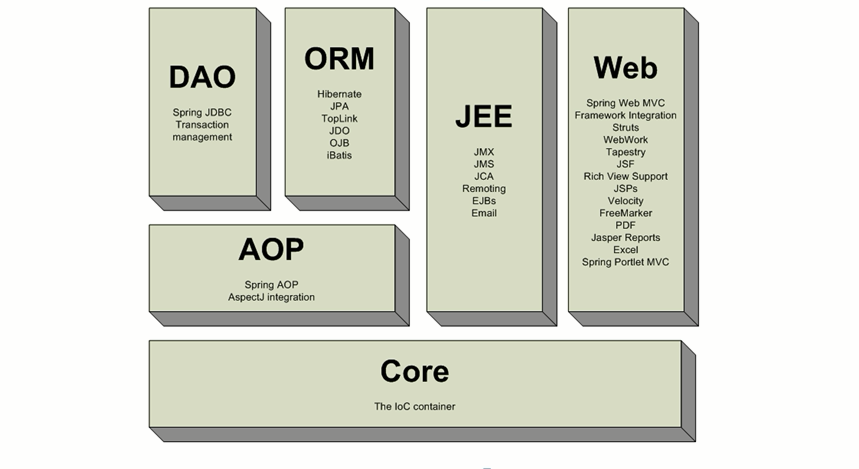 DAO
Spring JDBC
Transaction
management
ORM
Hibernate
JPA
TopLink
JDO
OJB
iBatis
JEE
JMX
JMS
JCA
Remoting
EJBs
Email
Web
Spring Web MVC
Framework Integration
Struts
WebWork
Tapestry
JSF
Rich View Support
JSPs
Velocity
FreeMarker
PDF
Jasper Reports
Excel
Spring Portlet MVC
AOP
Spring AOP
AspectJ integration
Core
The IoC container